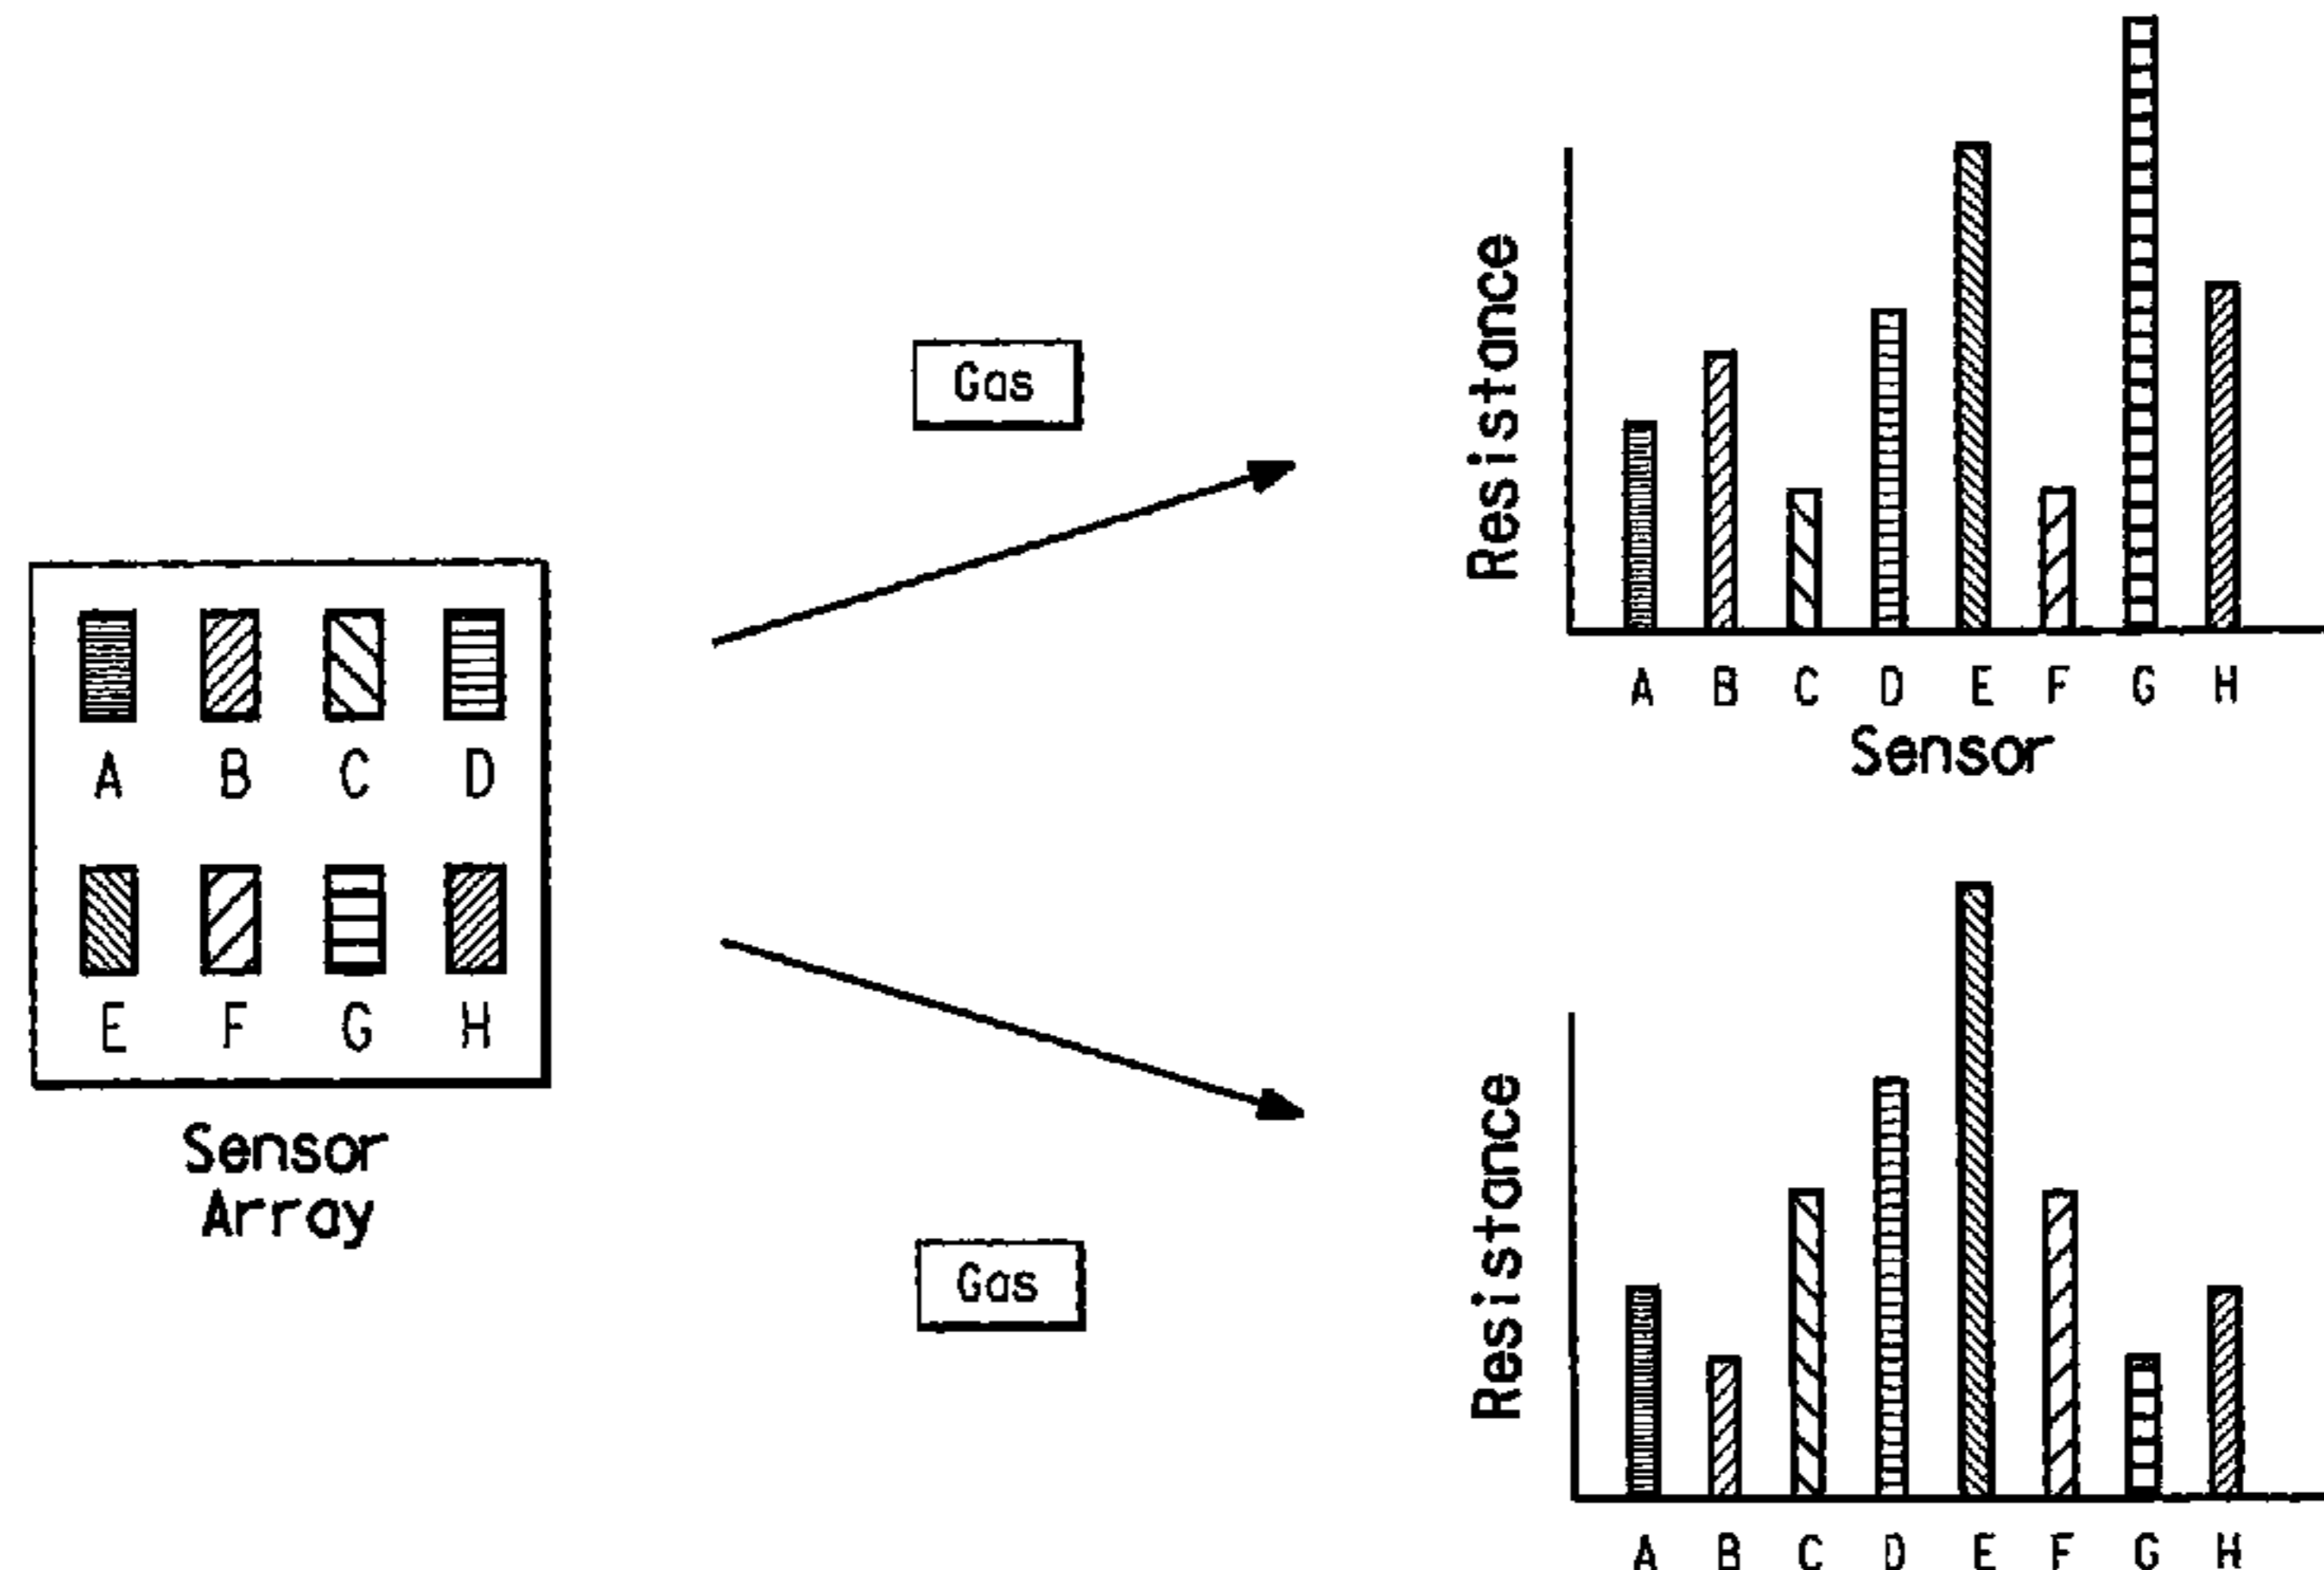 Gas
A B C D
E F G H
Sensor
Array
Gas
Resistance
A B C D E F G H
Sensor
Resistance
A B C D E F G H